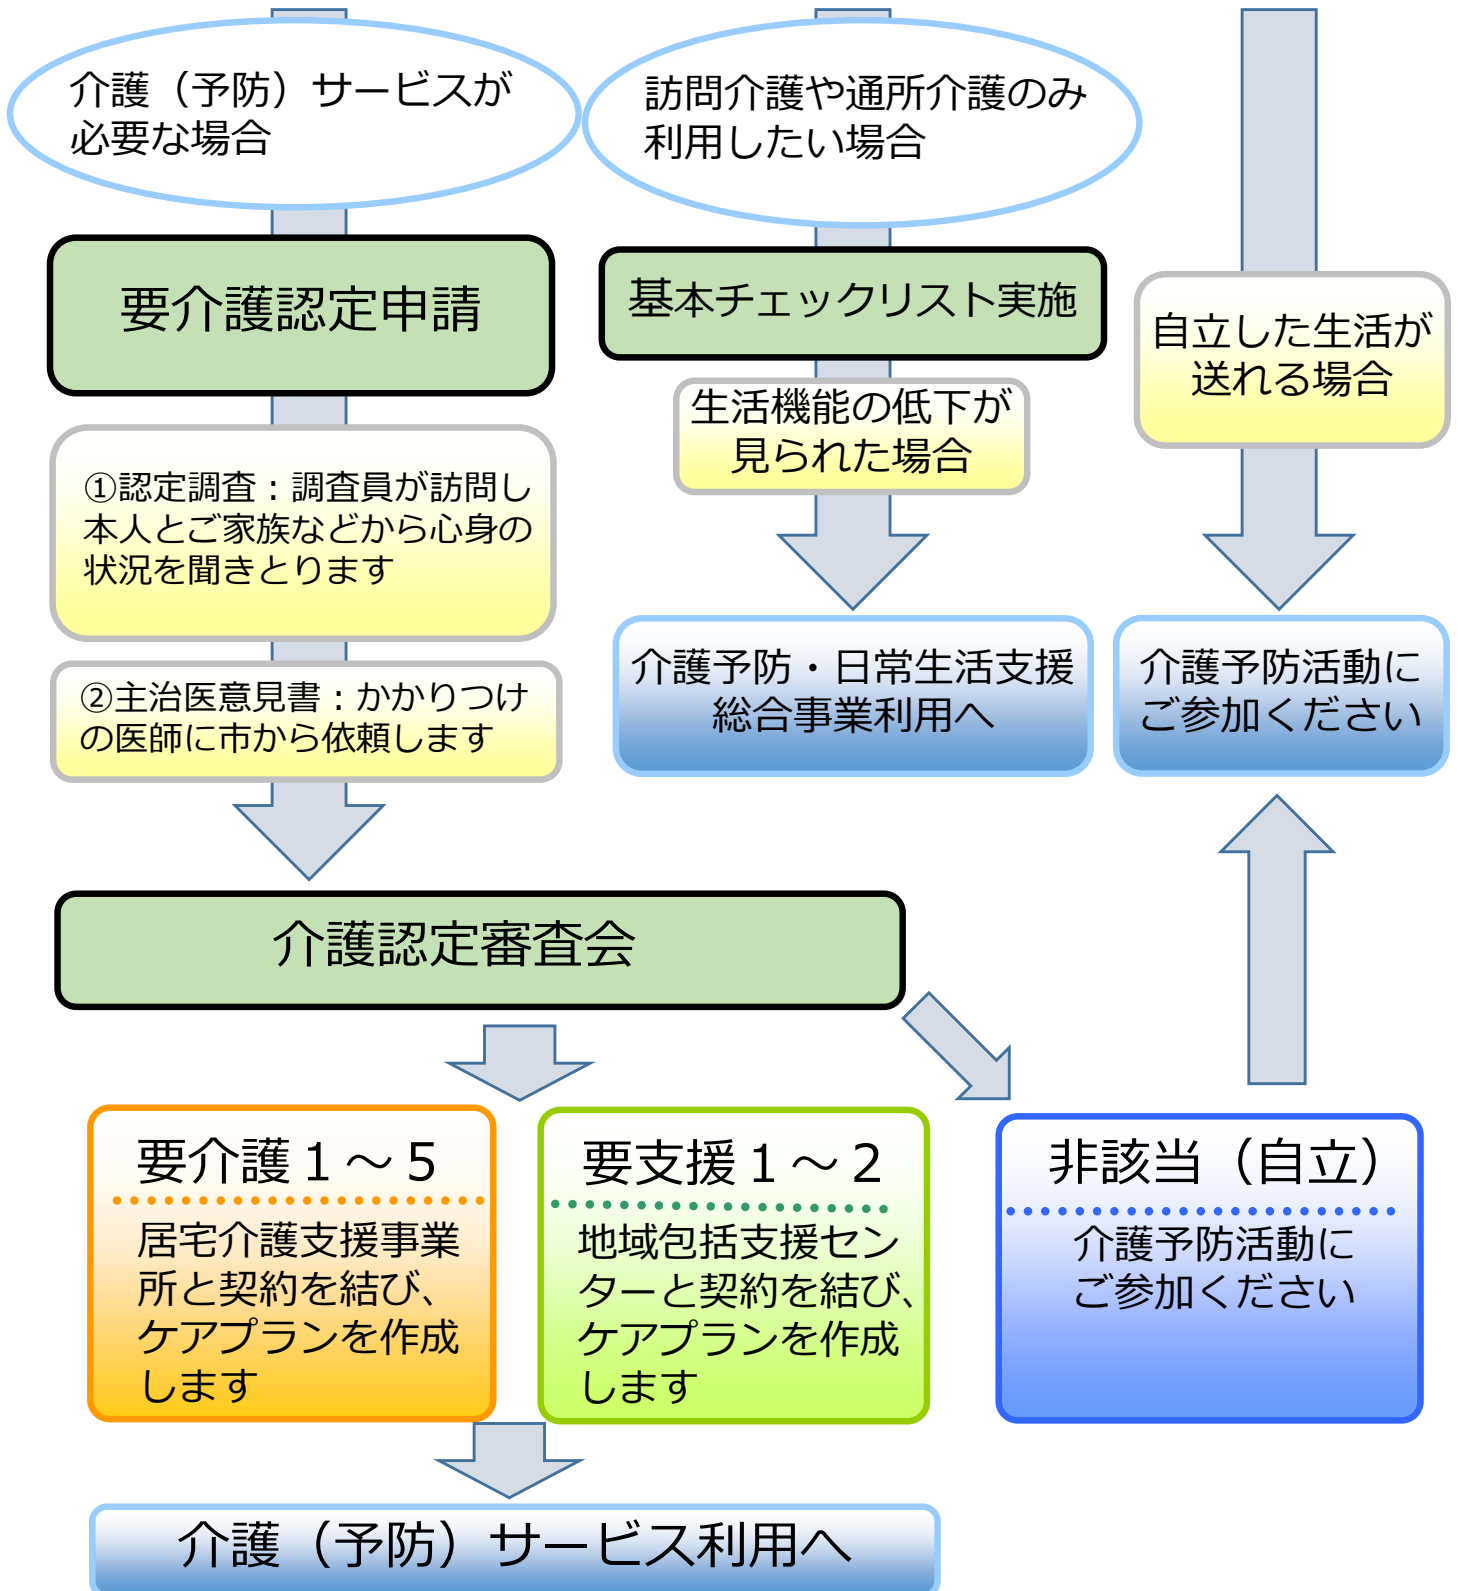 介護（予防）サービスが
必要な場合
訪問介護や通所介護のみ
利用したい場合
要介護認定申請
基本チェックリスト実施
自立した生活が
送れる場合
生活機能の低下が
見られた場合
①認定調査：調査員が訪問し
本人とご家族などから心身の
状況を聞きとります
②主治医意見書：かかりつけ
の医師に市から依頼します
介護予防・日常生活支援
総合事業利用へ
介護予防活動に
ご参加ください
介護認定審査会
要介護１～５
居宅介護支援事業
所と契約を結び、
ケアプランを作成
します
要支援１～２
地域包括支援セン
ターと契約を結び、
ケアプランを作成
します
非該当（自立）
介護予防活動に
ご参加ください
介護（予防）サービス利用へ